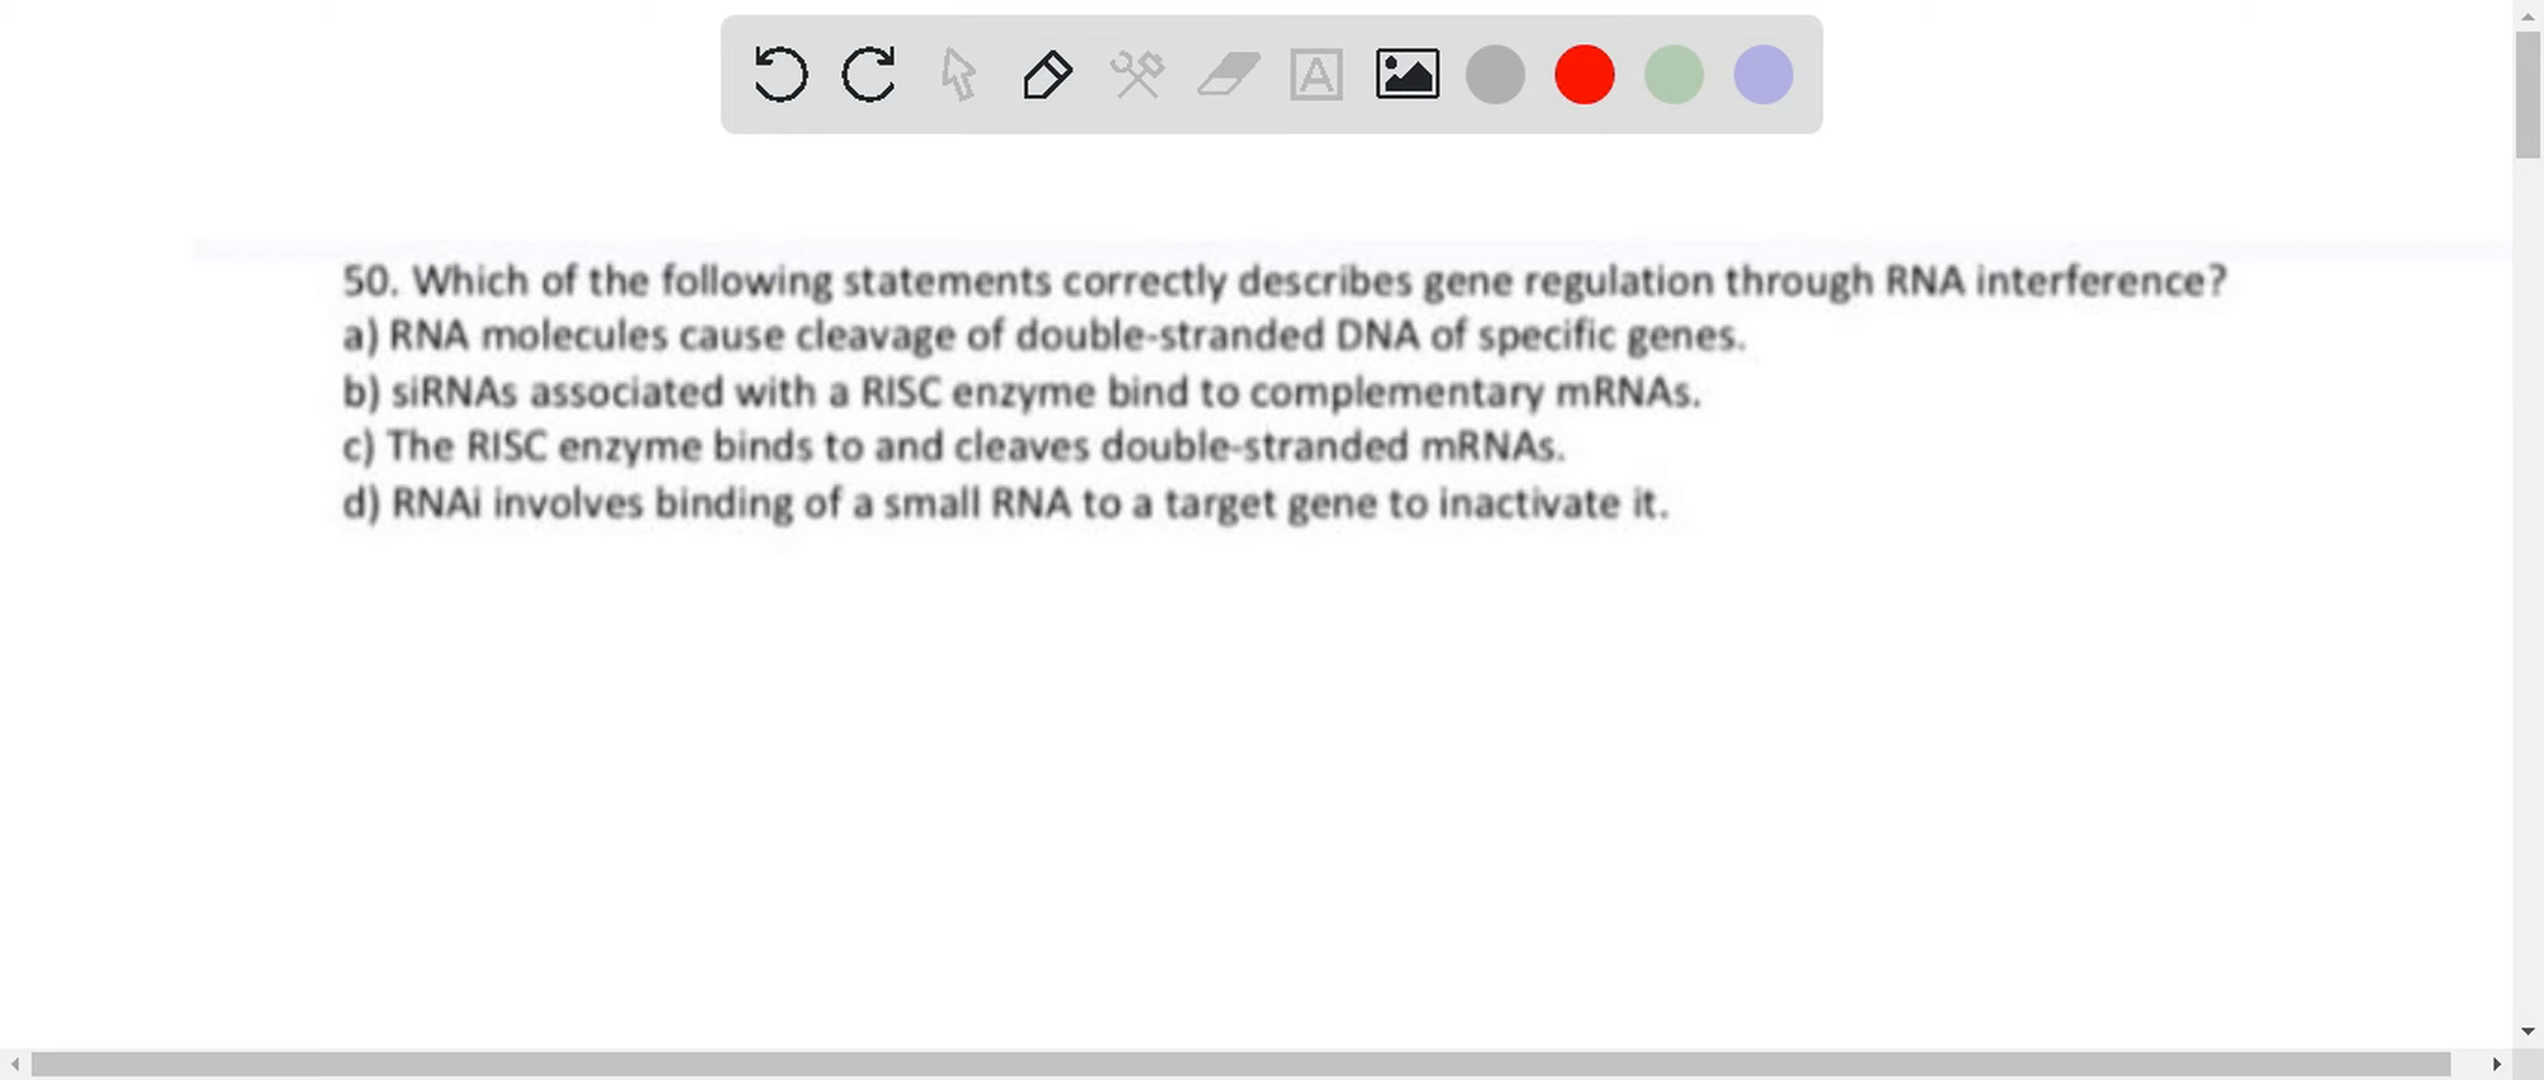 A
50. Which of the following statements correctly describes gene regulation through RNA interference?
a) RNA molecules cause cleavage of double-stranded DNA of specific genes.
b) siRNAs associated with a RISC enzyme bind to complementary mRNAs.
c) The RISC enzyme binds to and cleaves double-stranded mRNAs.
d) RNAi involves binding of a small RNA to a target gene to inactivate it.